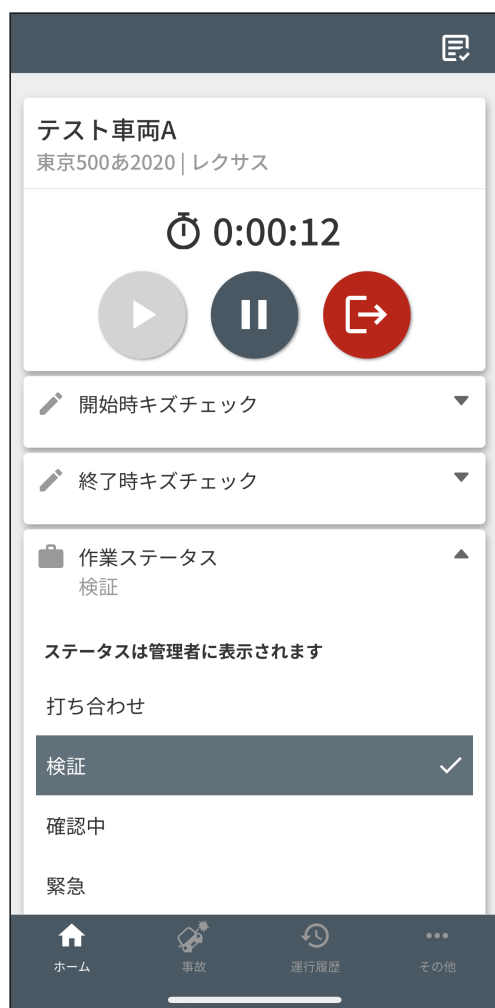 テスト車両A
東京500あ2020 | レクサス
0:00:12
開始時キズチェック
終了時キズチェック
作業ステータス
検証
ステータスは管理者に表示されます
打ち合わせ
検証
確認中
緊急
ホーム 事故 運行履歴 その他